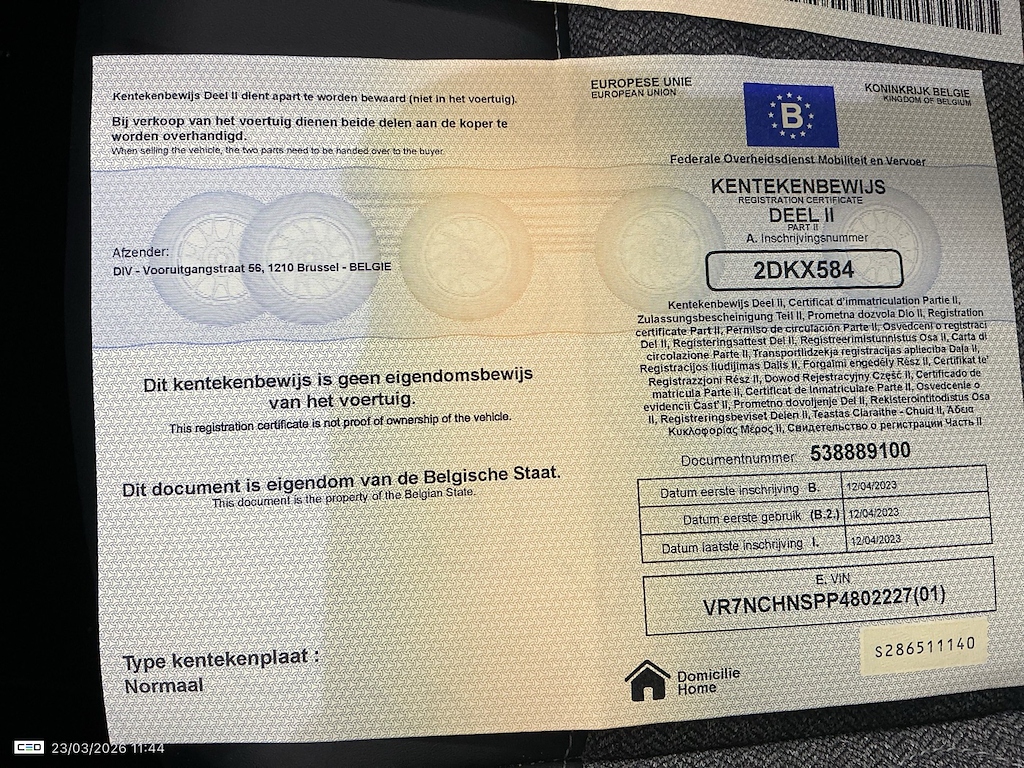 Kentekenbewijs Deel II dient apart te worden bewaard (niet in het voertuig).
Bij verkoop van het voertuig dienen beide delen aan de koper te
worden overhandigd.
When selling the vehicle, the two parts need to be handed over to the buyer.
Afzender:
DIV - Vooruitgangstraat 56, 1210 Brussel - BELGIE
Dit kentekenbewijs is geen eigendomsbewijs
van het voertuig.
This registration certificate is not proof of ownership of the vehicle.
Dit document is eigendom van de Belgische Staat.
This document is the property of the Belgian State.
Type kentekenplaat :
Normaal
EUROPESE UNIE
EUROPEAN UNION
B
KONINKRIJK BELGIE
KINGDOM OF BELGIUM
Federale Overheidsdienst Mobiliteit en Vervoer
KENTEKENBEWIJS
REGISTRATION CERTIFICATE
DEEL II
PART II
A. Inschrijvingsnummer
2DKX584
Kentekenbewijs Deel II, Certificat d'immatriculation Partie II,
Zulassungsbescheinigung Teil II, Prometna dozvola Dio II, Registration
certificate Part II, Permiso de circulación Parte II, Osvědčení o registraci
Del II, Registeringsattest Del II, Registreerimistunnistus Osa II, Carta di
circolazione Parte II, Transportlīdzekļa reģistrācijas apliecība Daļa II,
Registracijos liudijimas Dalis II, Forgalmi engedély Rész II, Certifikat le'
Registrazzjoni Rész II, Dowod Rejestracyjny Część II, Certificado de
matricula Parte II, Certificat de înmatriculare Parte II, Osvedcenie o
evidencii Časť II, Prometno dovoljenje Del II, Rekisterointitodistus Osa
II, Registreringsbeviset Delen II, Teastas Claraithe - Chuid II, Άδεια
Κυκλοφορίας Μέρος II, Свидетельство о регистрации Часть II
Documentnummer: 538889100
Datum eerste inschrijving B. 12/04/2023
Datum eerste gebruik (B.2.) 12/04/2023
Datum laatste inschrijving I. 12/04/2023
E. VIN
VR7NCHNSPP4802227(01)
S286511140
Domicilie
Home
CEO 23/03/2026 11:44